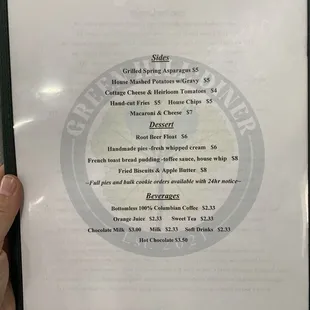 Sides
Grilled Spring Asparagus $5
House Mashed Potatoes w/Gravy $5
Cottage Cheese & Heirloom Tomatoes $4
Hand-cut Fries $5 House Chips $5
Macaroni & Cheese $7
Dessert
Root Beer Float $6
Handmade pies -fresh whipped cream $6
French toast bread pudding -toffee sauce, house whip $8
Fried Biscuits & Apple Butter $8
~Full pies and bulk cookie orders available with 24hr notice~
Beverages
Bottomless 100% Columbian Coffee $2.33
Orange Juice $2.33 Sweet Tea $2.33
Chocolate Milk $3.00 Milk $2.33 Soft Drinks $2.33
Hot Chocolate $3.50